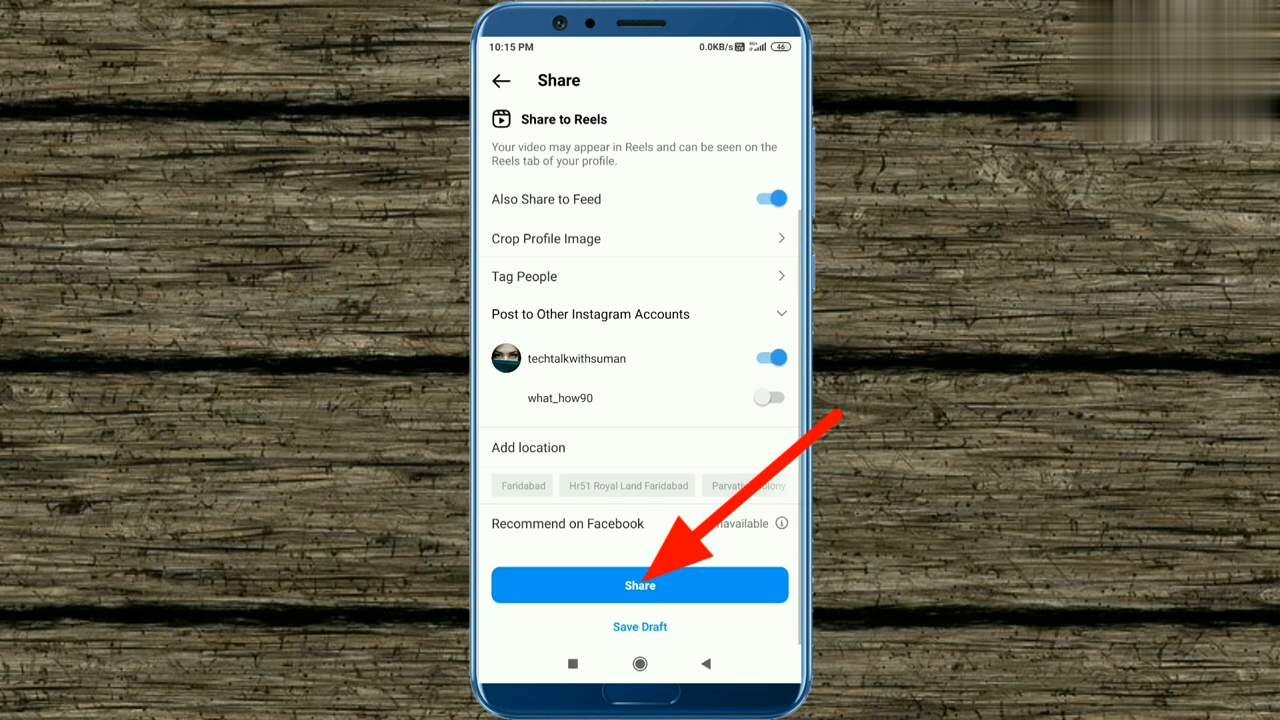 10:15 PM
0.0KB/s
46
Share
Share to Reels
Your video may appear in Reels and can be seen on the
Reels tab of your profile.
Also Share to Feed
Crop Profile Image
Tag People
Post to Other Instagram Accounts
techtalkwithsuman
what_how90
Add location
Faridabad
Hr51 Royal Land Faridabad
Recommend on Facebook
Share
Save Draft